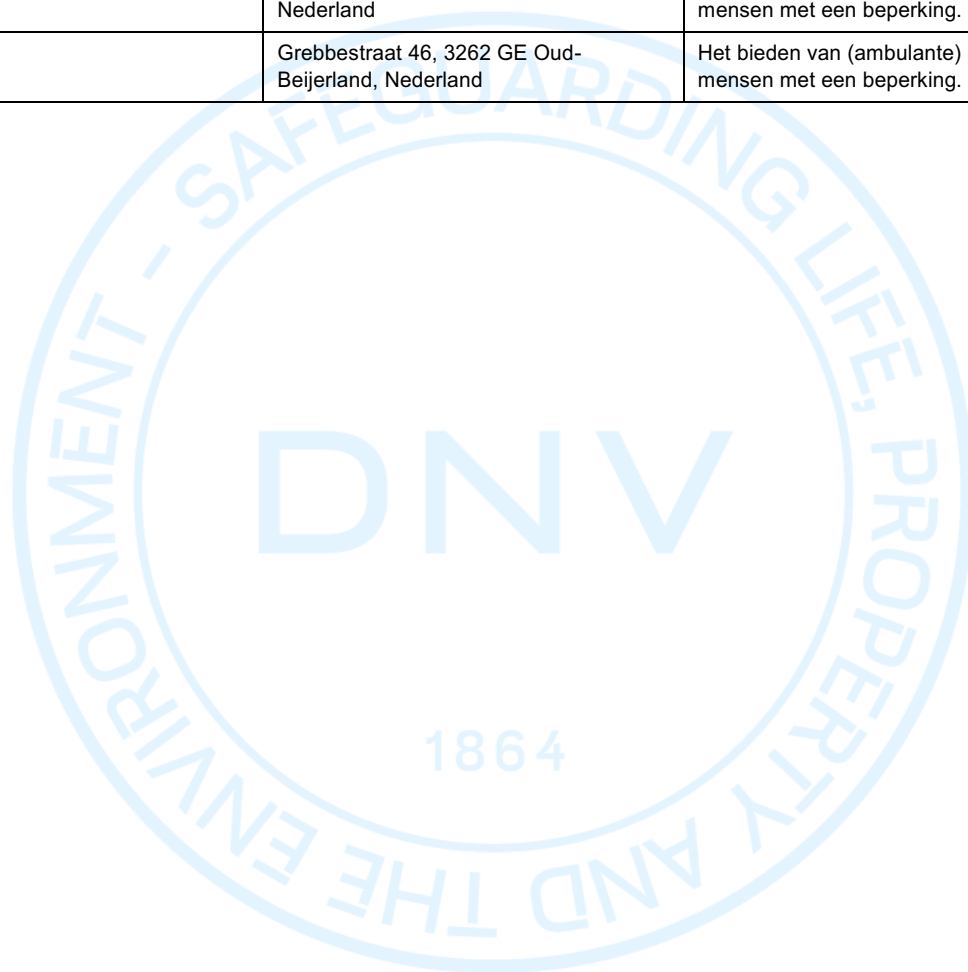 Nederland
mensen met een beperking.
Grebbestraat 46, 3262 GE Oud-
Beijerland, Nederland
Het bieden van (ambulante)
mensen met een beperking.
SAFEGUARDING LIFE, PROPERTY AND THE ENVIRONMENT -
DNV
1864